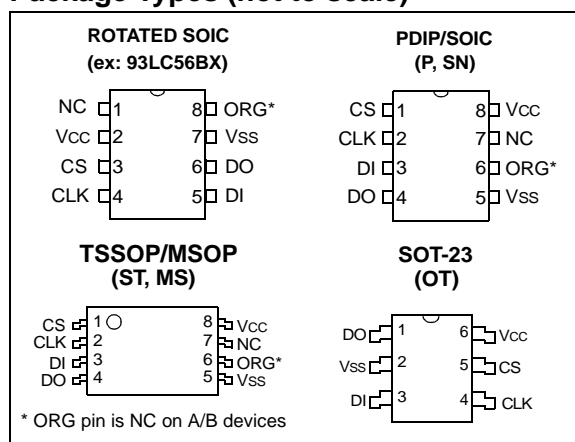 Package Types (not to scale)
ROTATED SOIC
(ex: 93LC56BX)
NC 1
VCC 2
CS 3
CLK 4
8 ORG*
7 VSS
6 DO
5 DI
PDIP/SOIC
(P, SN)
CS 1
CLK 2
DI 3
DO 4
8 VCC
7 NC
6 ORG*
5 VSS
TSSOP/MSOP
(ST, MS)
CS 1
CLK 2
DI 3
DO 4
8 VCC
7 NC
6 ORG*
5 VSS
SOT-23
(OT)
DO 1
VSS 2
DI 3
6 VCC
5 CS
4 CLK
* ORG pin is NC on A/B devices